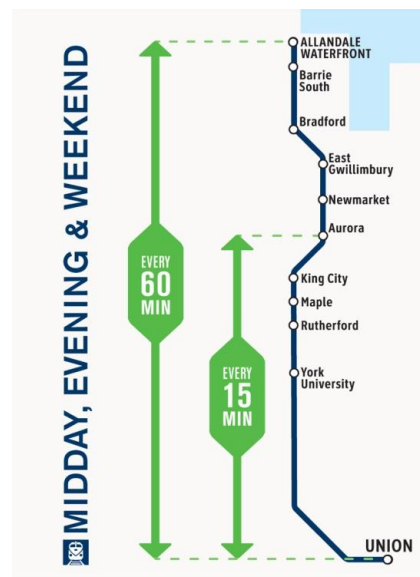 MIDDAY, EVENING & WEEKEND
EVERY
60
MIN
EVERY
15
MIN
ALLANDALE
WATERFRONT
Barrie
South
Bradford
East
Gwillimbury
Newmarket
Aurora
King City
Maple
Rutherford
York
University
UNION